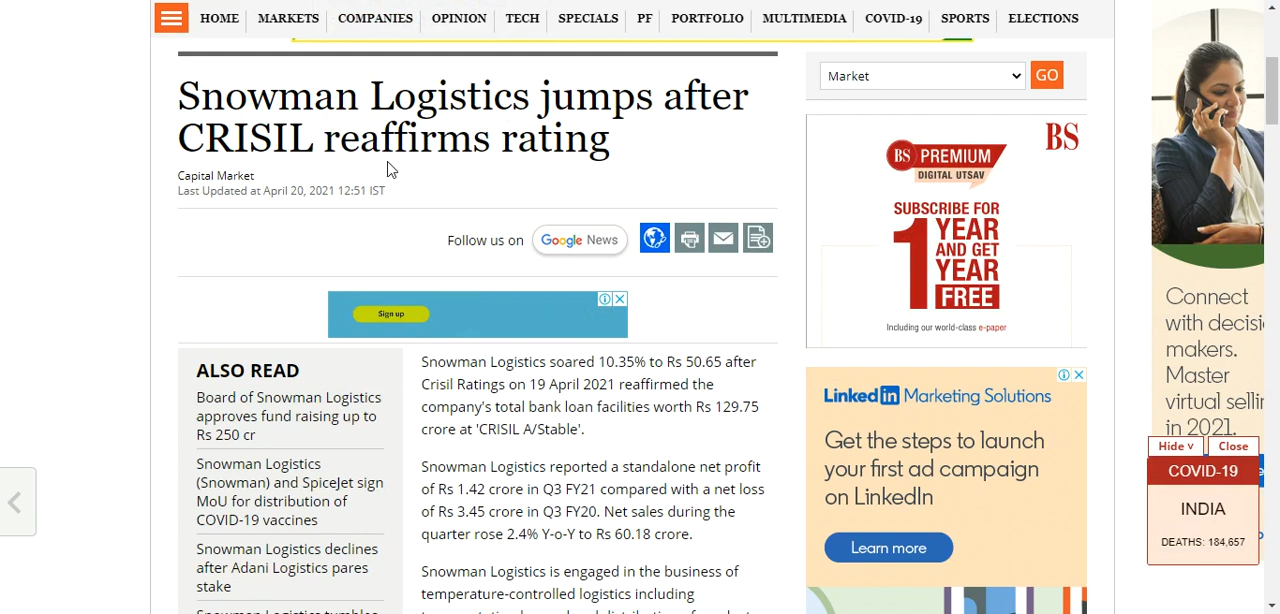 HOME MARKETS COMPANIES OPINION TECH SPECIALS PF PORTFOLIO MULTIMEDIA COVID-19 SPORTS ELECTIONS
Snowman Logistics jumps after
CRISIL reaffirms rating
Capital Market
Last Updated at April 20, 2021 12:51 IST
Follow us on Google News
Sign up
ALSO READ
Board of Snowman Logistics
approves fund raising up to
Rs 250 cr
Snowman Logistics
(Snowman) and SpiceJet sign
MoU for distribution of
COVID-19 vaccines
Snowman Logistics declines
after Adani Logistics pares
stake
Snowman Logistics soared 10.35% to Rs 50.65 after
Crisil Ratings on 19 April 2021 reaffirmed the
company's total bank loan facilities worth Rs 129.75
crore at 'CRISIL A/Stable'.
Snowman Logistics reported a standalone net profit
of Rs 1.42 crore in Q3 FY21 compared with a net loss
of Rs 3.45 crore in Q3 FY20. Net sales during the
quarter rose 2.4% Y-o-Y to Rs 60.18 crore.
Snowman Logistics is engaged in the business of
temperature-controlled logistics including
Market
GO
BS
BS PREMIUM
DIGITAL UTSAV
SUBSCRIBE FOR
1 YEAR
AND GET
YEAR
FREE
Including our world-class e-paper
Linked in Marketing Solutions
Get the steps to launch
your first ad campaign
on LinkedIn
Learn more
Connect
with decisi
makers.
Master
virtual sellin
in 2021.
Hide v Close
COVID-19
INDIA
DEATHS: 184,657